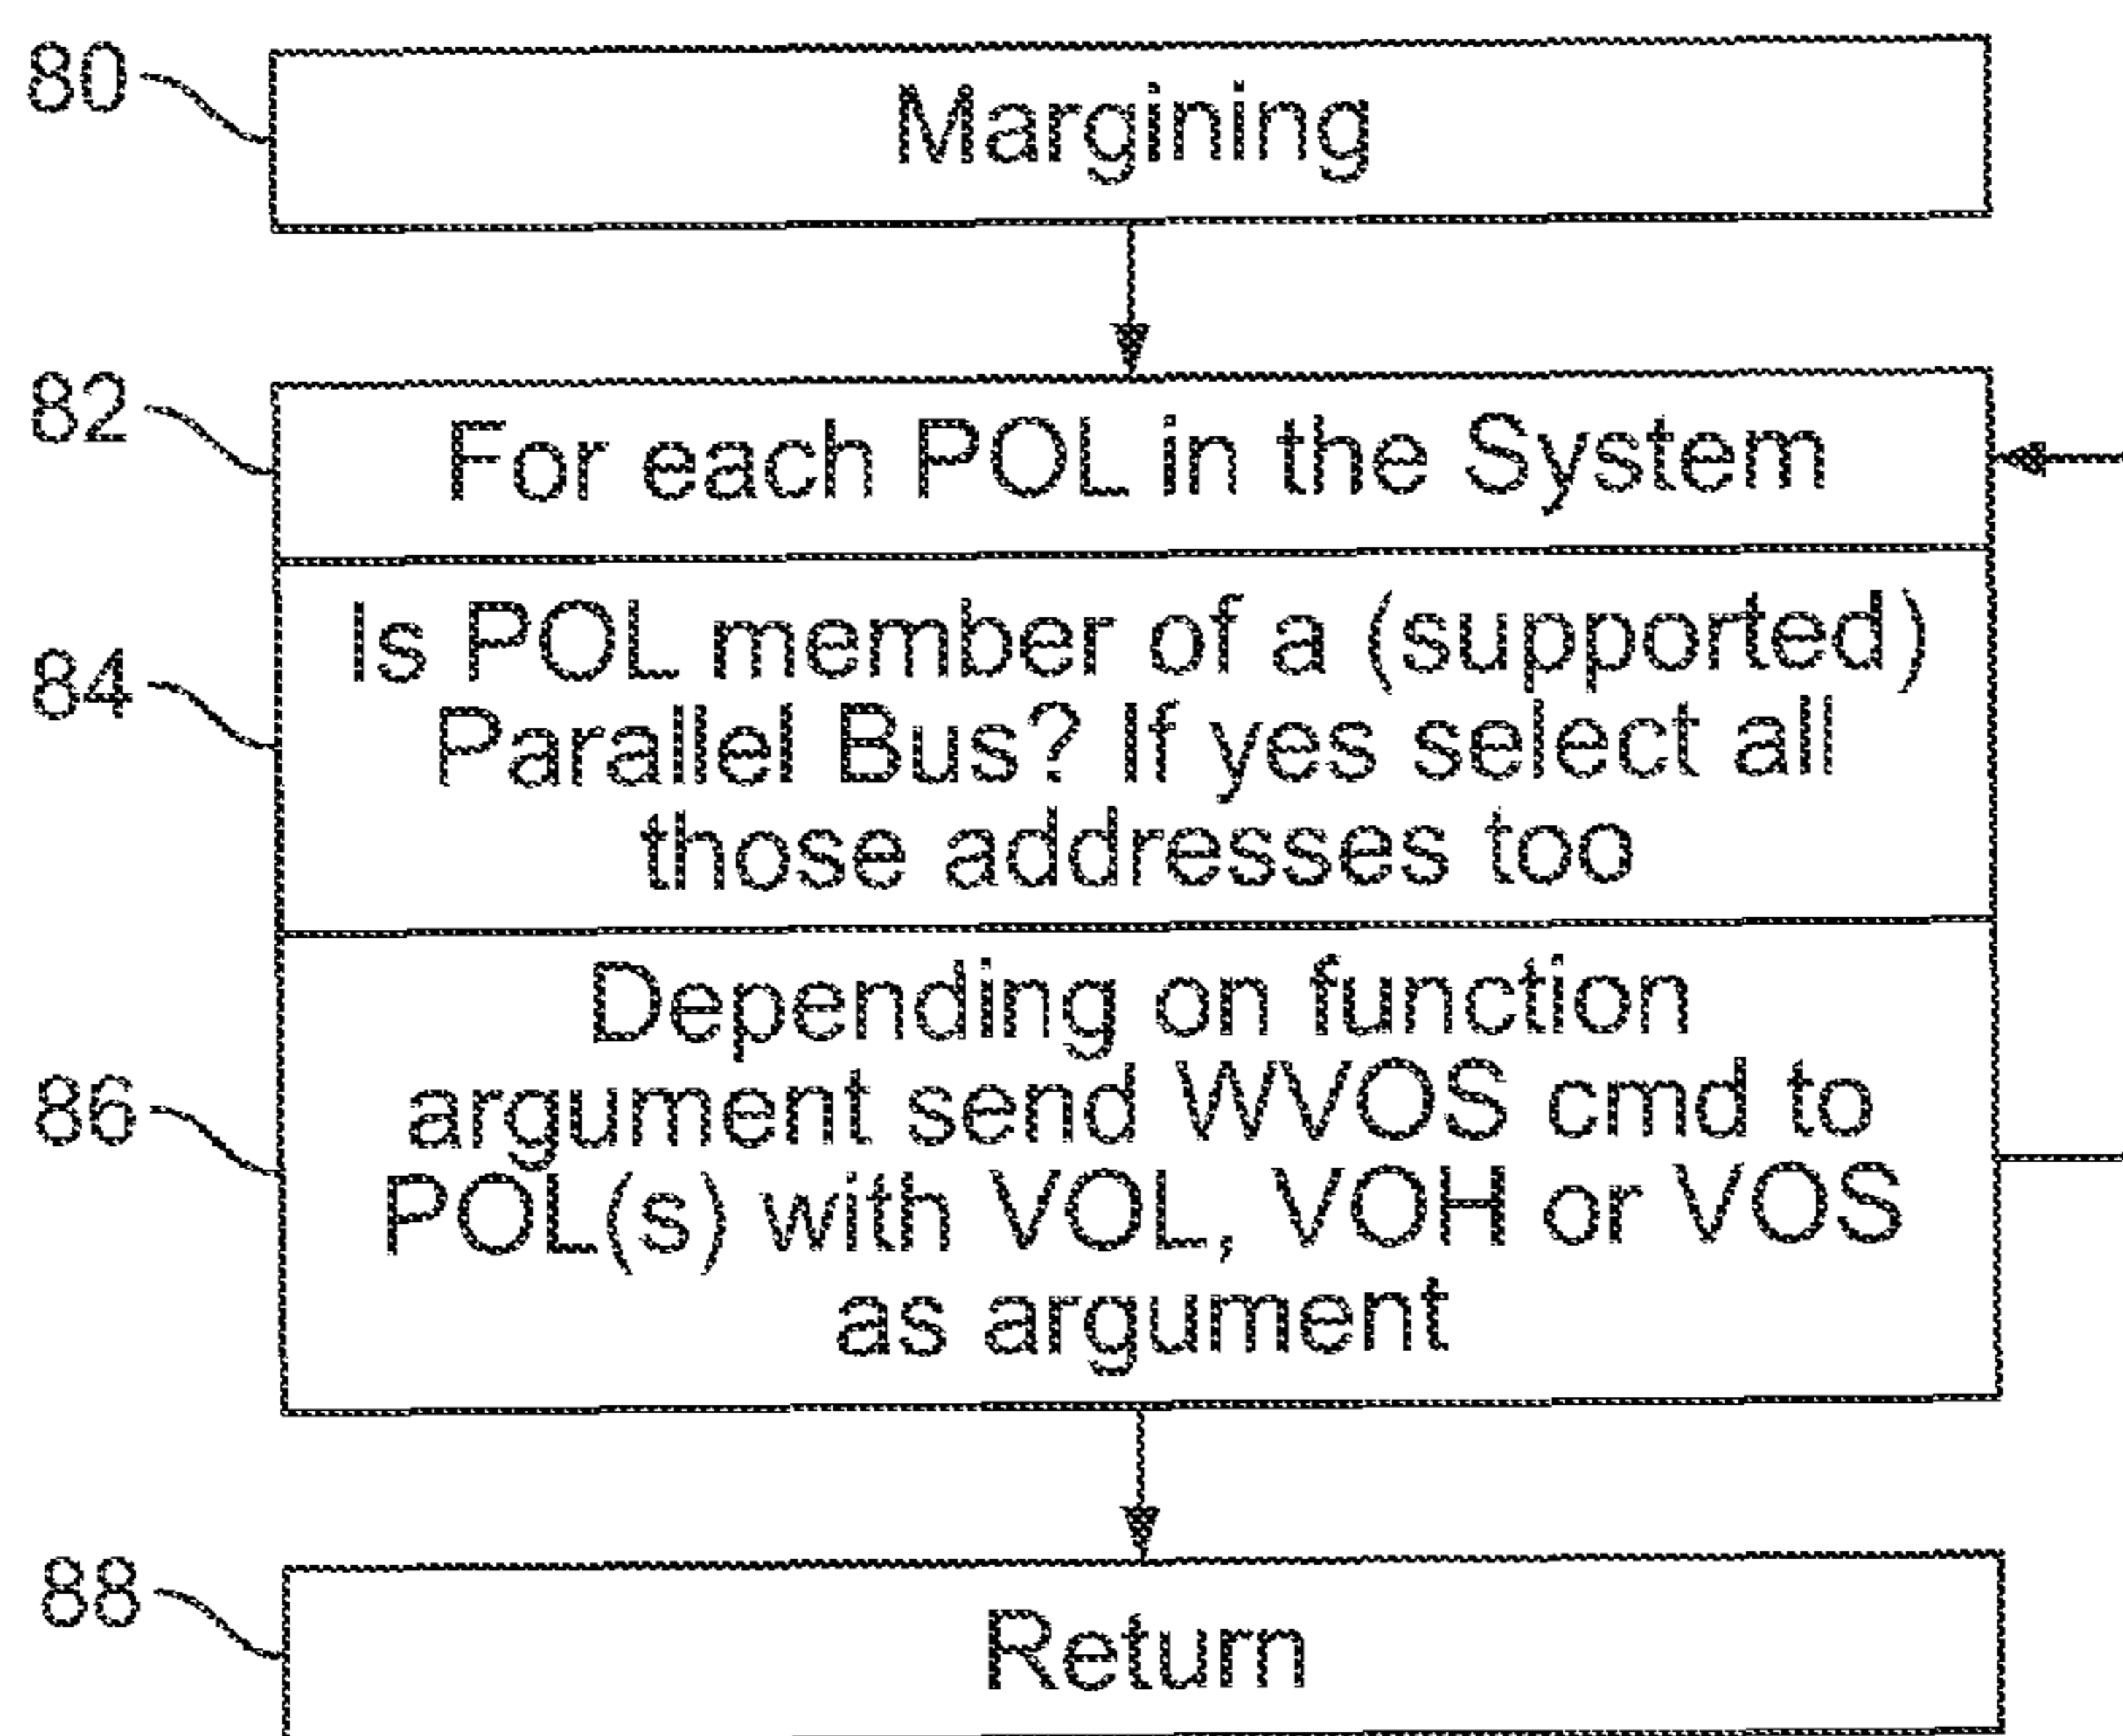 80
Margining
82
For each POL in the System
84
Is POL member of a (supported)
Parallel Bus? If yes select all
those addresses too
86
Depending on function
argument send WVOS cmd to
POL(s) with VOL, VOH or VOS
as argument
88
Return